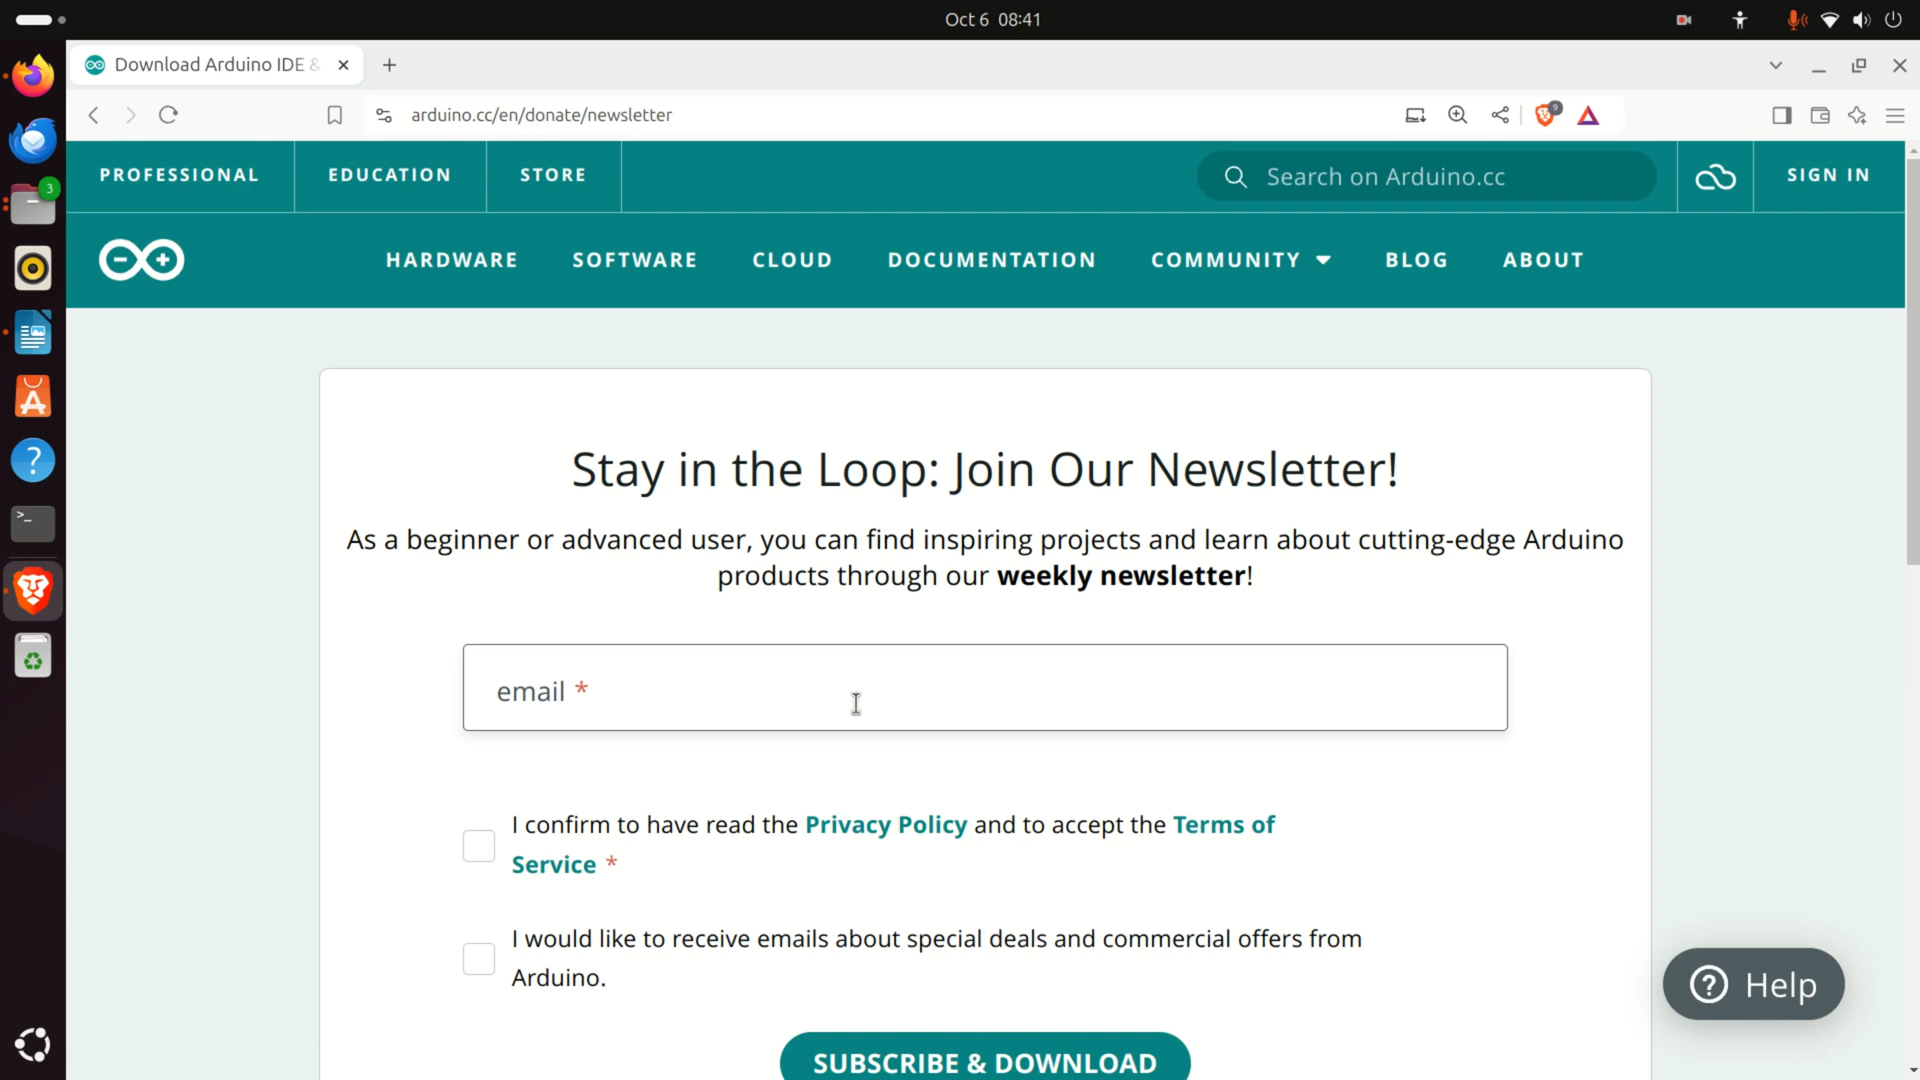 Oct 6 08:41
Download Arduino IDE &
arduino.cc/en/donate/newsletter
9
3
PROFESSIONAL
EDUCATION
STORE
Search on Arduino.cc
SIGN IN
HARDWARE
SOFTWARE
CLOUD
DOCUMENTATION
COMMUNITY
BLOG
ABOUT
Stay in the Loop: Join Our Newsletter!
As a beginner or advanced user, you can find inspiring projects and learn about cutting-edge Arduino
products through our weekly newsletter!
email *
I confirm to have read the Privacy Policy and to accept the Terms of
Service *
I would like to receive emails about special deals and commercial offers from
Arduino.
Help
SUBSCRIBE & DOWNLOAD